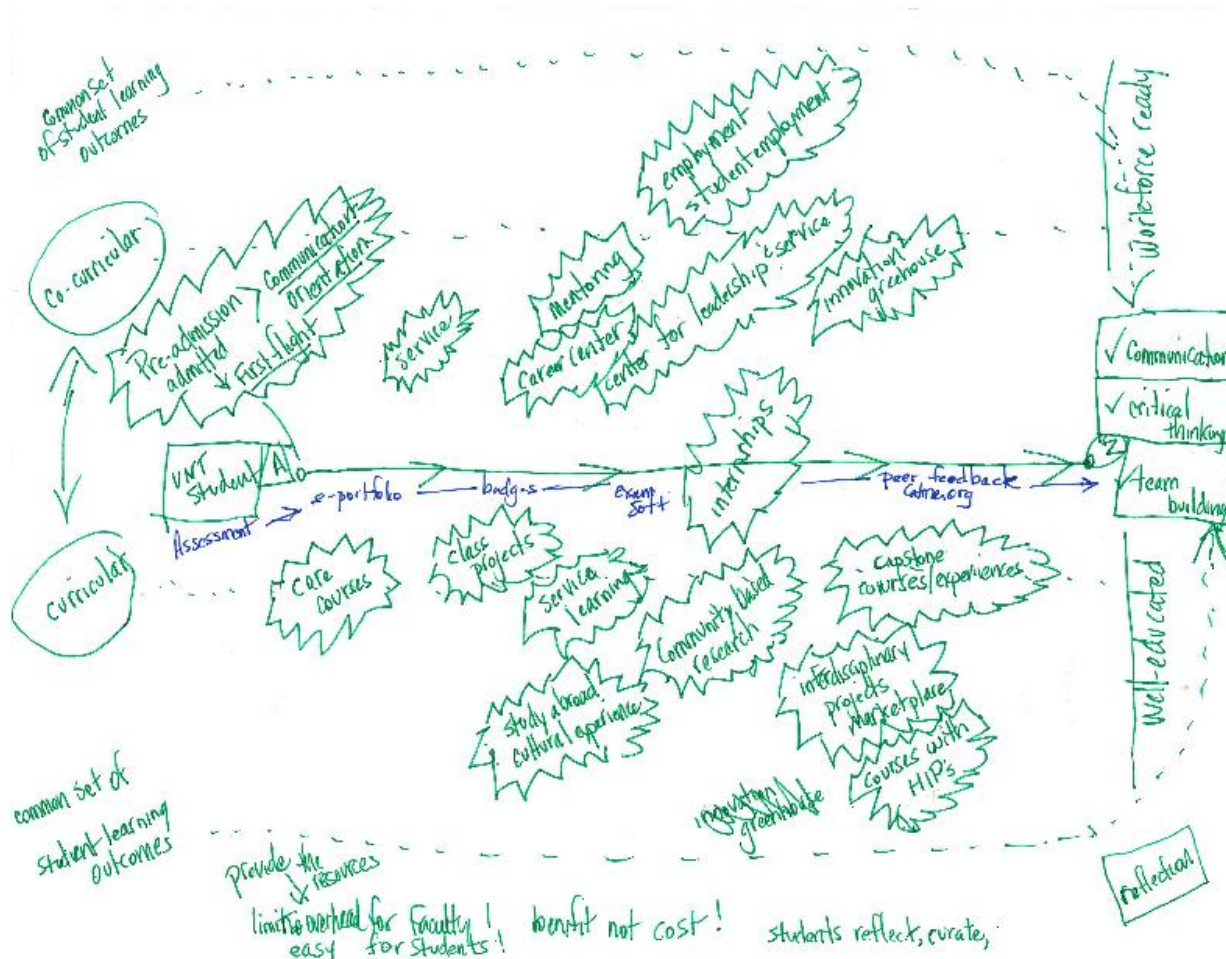 common set
of student learning
outcomes
Workforce ready
employment
student employment
co-curricular
Pre-admission
admitted
First-flight
Communication
orientation
service
Mentoring
Career center
center for leadership & service
innovation
greenhouse
✓ Communication
✓ critical
thinking
✓ team
building
UNT
Student
A
internships
Assessment
e-portfolio
badges
Exam
Soft
peer feedback
catme.org
curricular
core
courses
class
projects
service
learning
Community based
research
capstone
courses/experiences
study abroad
cultural experience
interdisciplinary
projects
Marketplace
courses with
HIP's
innovation
greenhouse
well-educated
common set of
student learning
outcomes
reflection
provide the
resources
limits overhead for Faculty!
easy for students!
benefit not cost!
students reflect, curate,